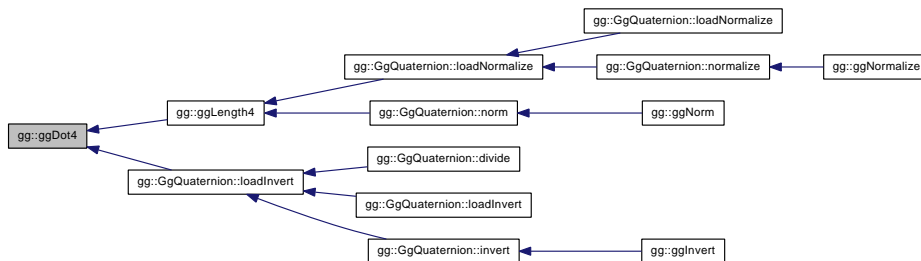 gg::GgQuaternion::loadNormalize
gg::GgQuaternion::loadNormalize
gg::GgQuaternion::normalize
gg::ggNormalize
gg::ggLength4
gg::GgQuaternion::norm
gg::ggNorm
gg::ggDot4
gg::GgQuaternion::divide
gg::GgQuaternion::loadInvert
gg::GgQuaternion::loadInvert
gg::GgQuaternion::invert
gg::ggInvert